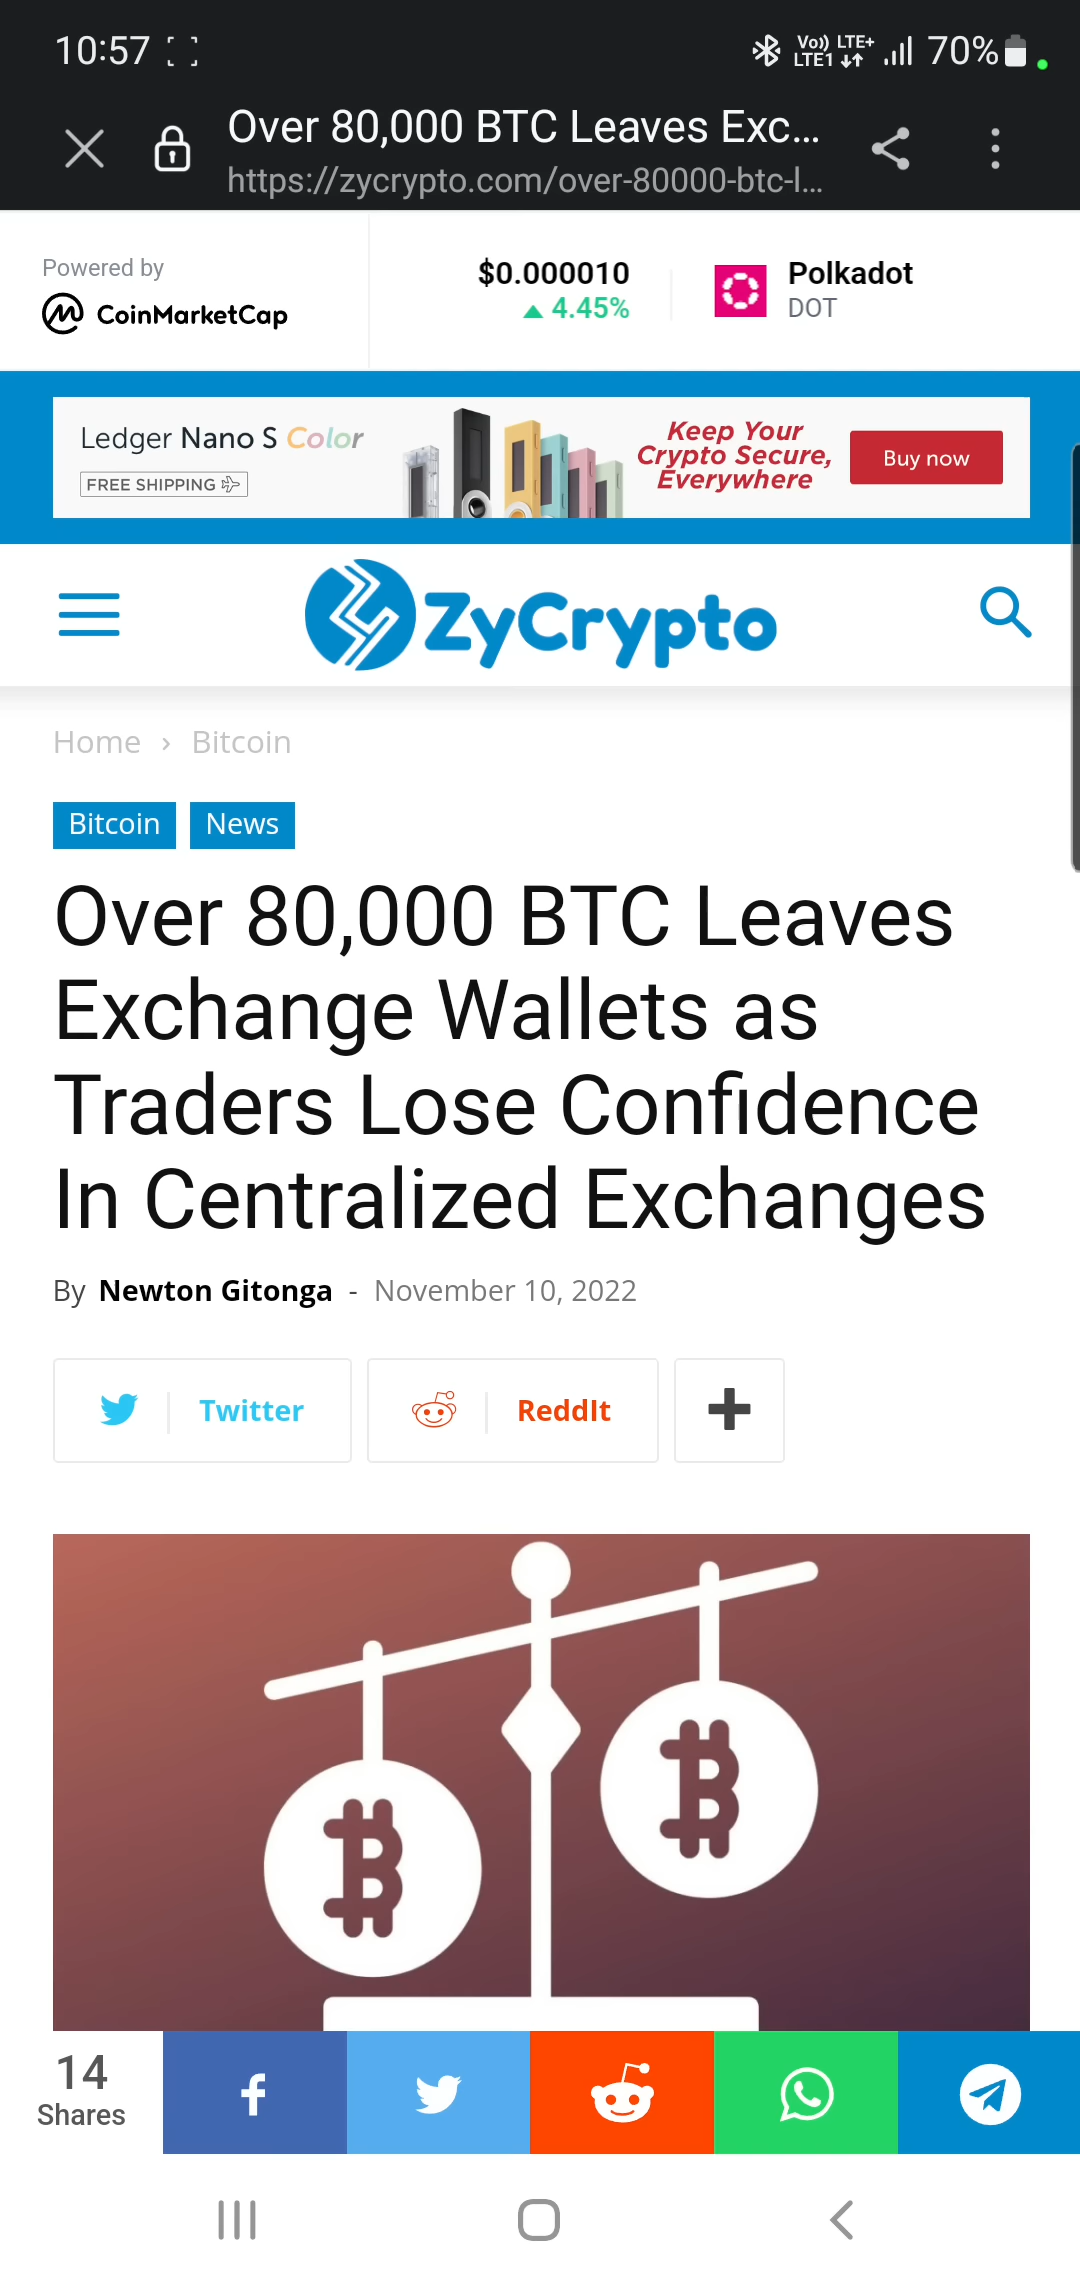 10:57
Vo)) LTE+
LTE1
70%
Over 80,000 BTC Leaves Exc...
https://zycrypto.com/over-80000-btc-l...
Powered by
CoinMarketCap
$0.000010
4.45%
Polkadot
DOT
Ledger Nano S Color
FREE SHIPPING
Keep Your
Crypto Secure,
Everywhere
Buy now
ZyCrypto
Home › Bitcoin
Bitcoin
News
Over 80,000 BTC Leaves
Exchange Wallets as
Traders Lose Confidence
In Centralized Exchanges
By Newton Gitonga - November 10, 2022
Twitter
ReddIt
14
Shares